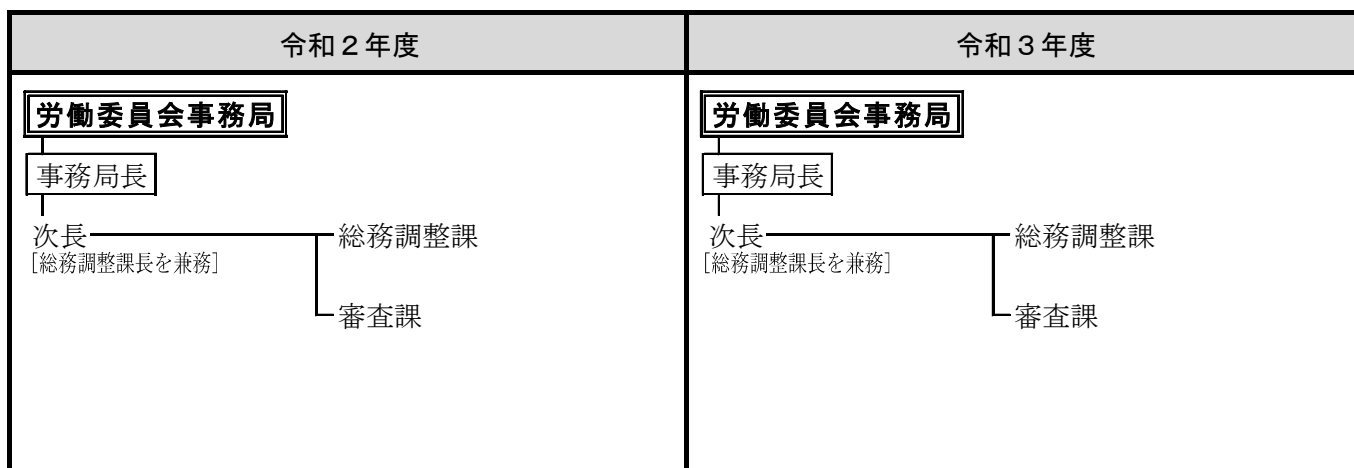 令和２年度
労働委員会事務局
事務局長
次長
総務調整課
[総務調整課長を兼務]
審査課
令和３年度
労働委員会事務局
事務局長
次長
総務調整課
[総務調整課長を兼務]
審査課